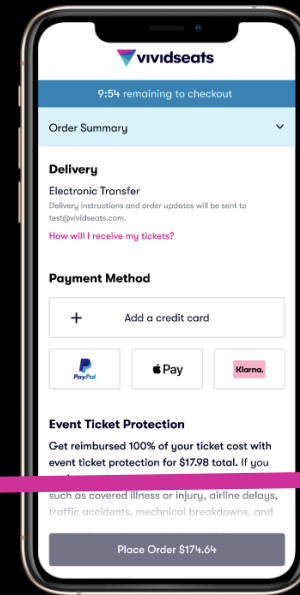 vividseats
9:54 remaining to checkout
Order Summary
Delivery
Electronic Transfer
Delivery instructions and order updates will be sent to
test@vividseats.com.
How will I receive my tickets?
Payment Method
+ Add a credit card
PayPal
Pay
Klarna.
Event Ticket Protection
Get reimbursed 100% of your ticket cost with
event ticket protection for $17.98 total. If you
such as covered illness or injury, airline delays,
traffic accidents, mechnical breakdowns, and
Place Order $174.64